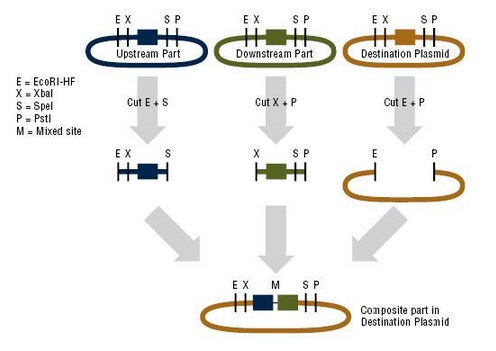 E X S P
E X S P
E X S P
Upstream Part
Downstream Part
Destination Plasmid
E = EcoRI-HF
X = XbaI
S = SpeI
P = PstI
M = Mixed site
Cut E + S
Cut X + P
Cut E + P
E X S
X S P
E P
E X M S P
Composite part in
Destination Plasmid